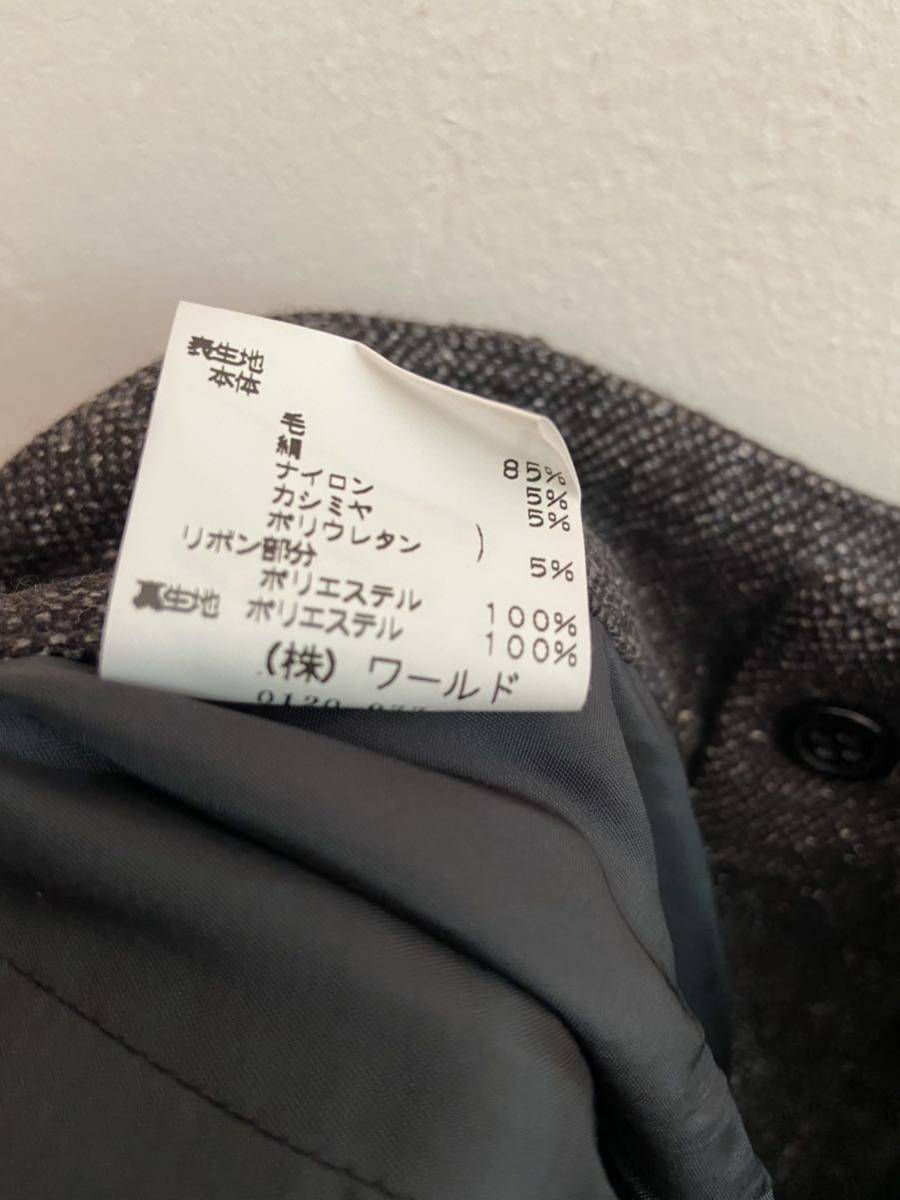 表生地
本体
毛 85%
絹 5%
ナイロン 5%
カシミヤ )
ポリウレタン 5%
リボン部分
ポリエステル 100%
裏生地 ポリエステル 100%
(株) ワールド